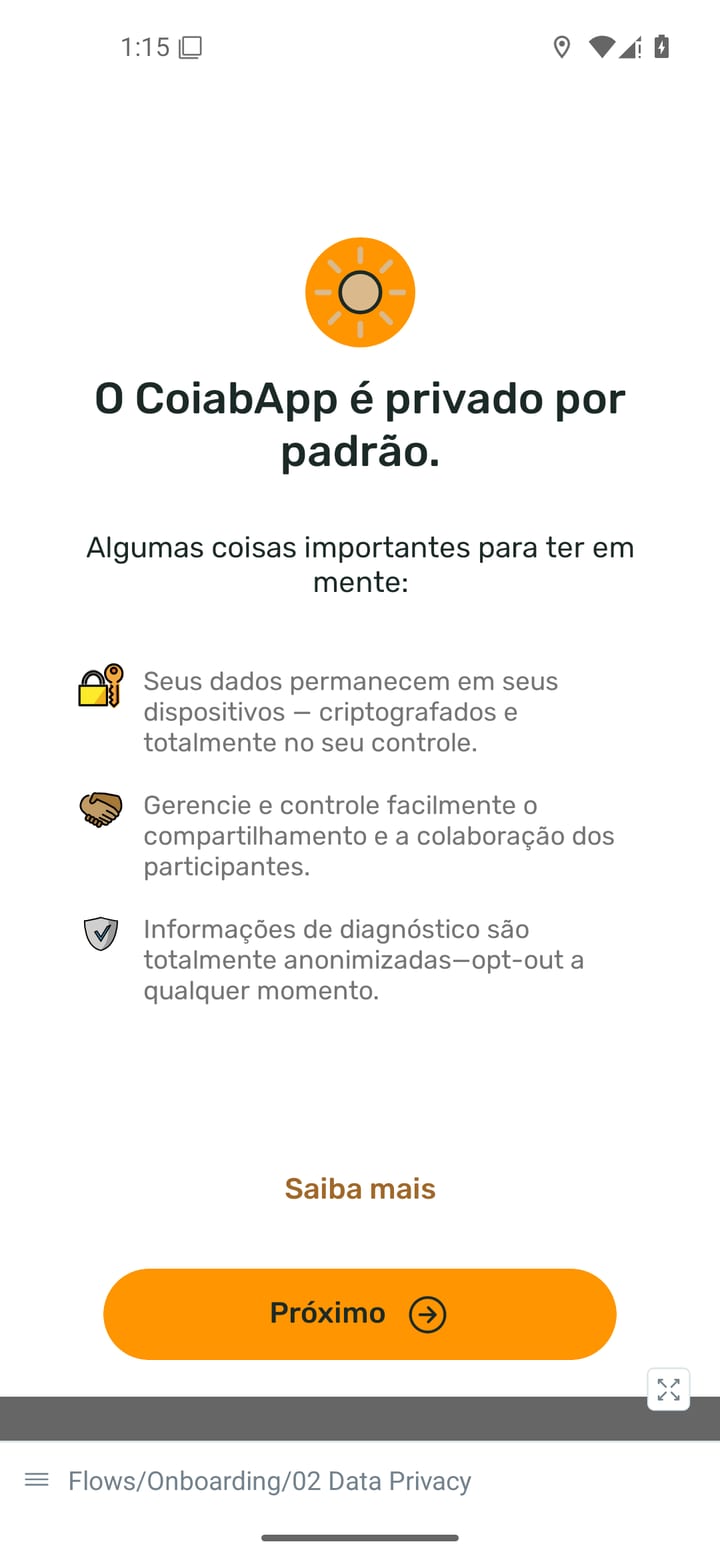 1:15
O CoiabApp é privado por
padrão.
Algumas coisas importantes para ter em
mente:
Seus dados permanecem em seus
dispositivos — criptografados e
totalmente no seu controle.
Gerencie e controle facilmente o
compartilhamento e a colaboração dos
participantes.
Informações de diagnóstico são
totalmente anonimizadas—opt-out a
qualquer momento.
Saiba mais
Próximo
Flows/Onboarding/02 Data Privacy